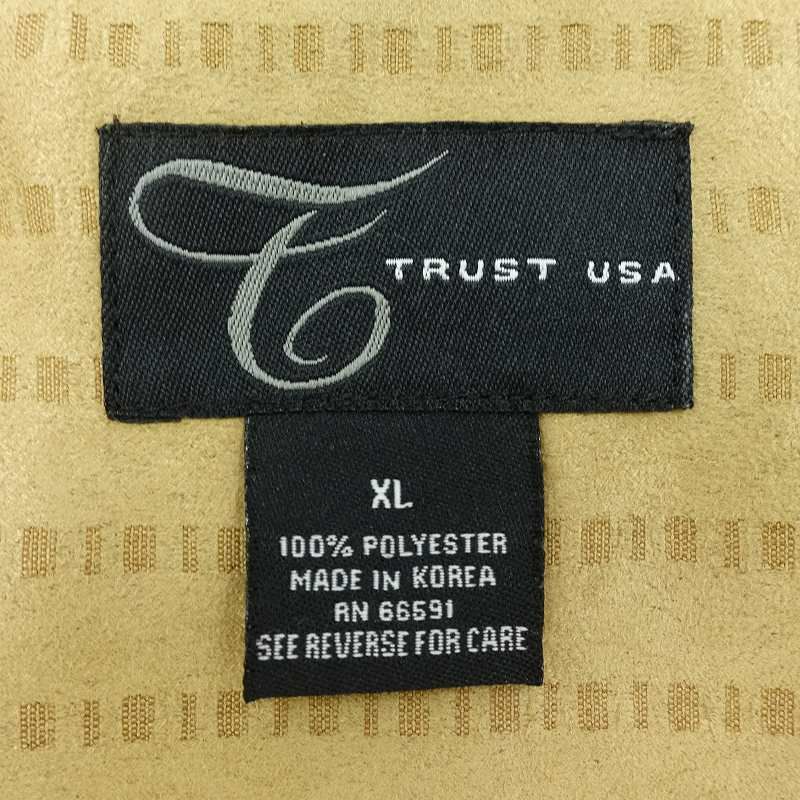 T
TRUST USA
XL
100% POLYESTER
MADE IN KOREA
RN 66591
SEE REVERSE FOR CARE